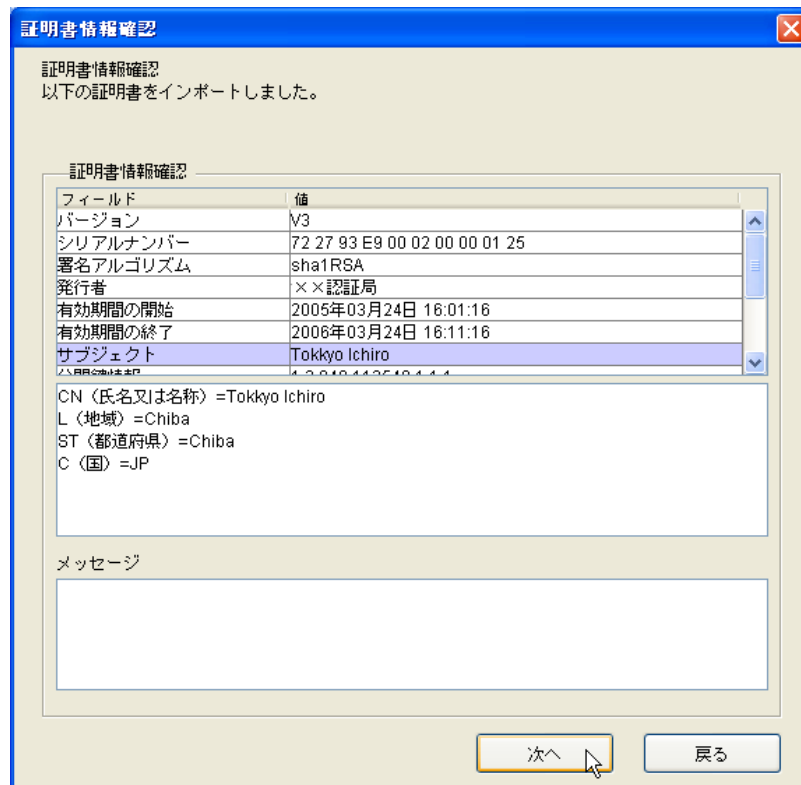 証明書情報確認
証明書情報確認
以下の証明書をインポートしました。
証明書情報確認
フィールド 値
バージョン V3
シリアルナンバー 72 27 93 E9 00 02 00 00 01 25
署名アルゴリズム sha1RSA
発行者 ××認証局
有効期間の開始 2005年03月24日 16:01:16
有効期間の終了 2006年03月24日 16:11:16
サブジェクト Tokkyo Ichiro
CN（氏名又は名称）=Tokkyo Ichiro
L（地域）=Chiba
ST（都道府県）=Chiba
C（国）=JP
メッセージ
次へ 戻る